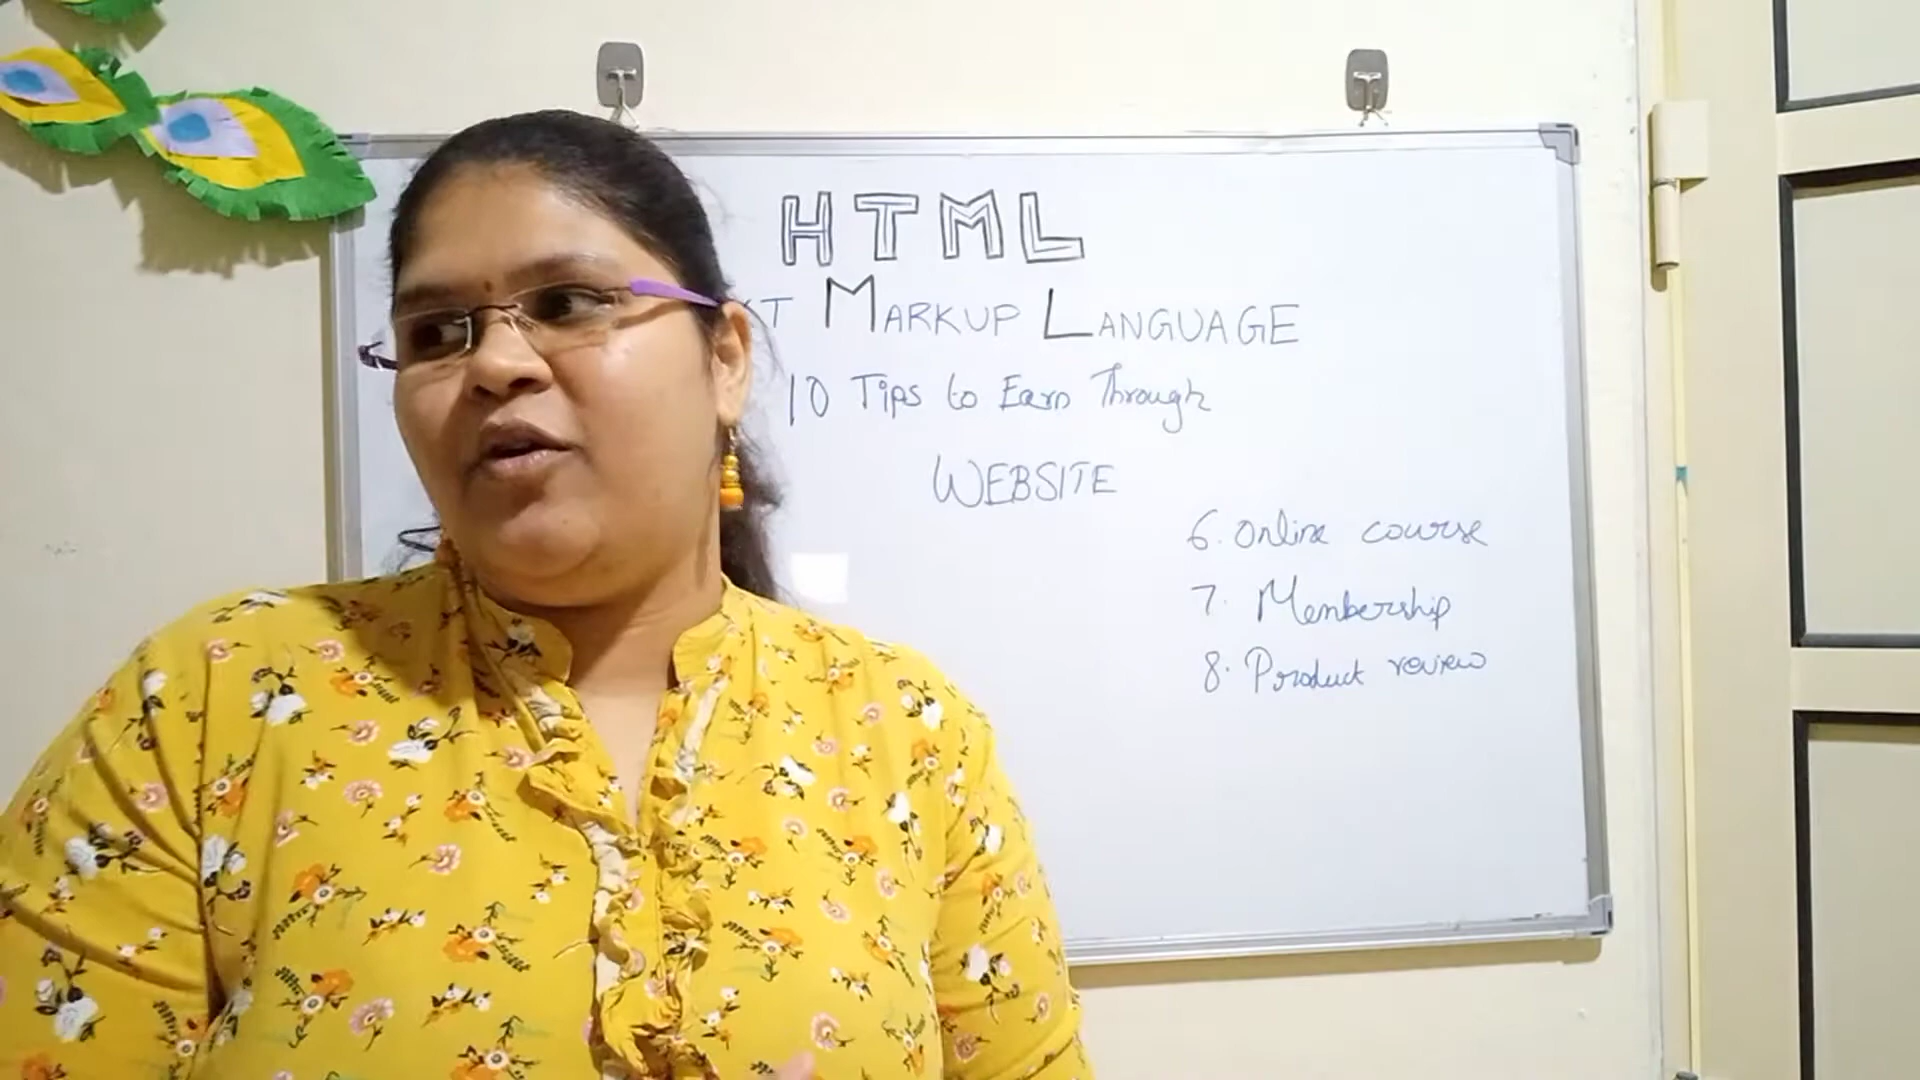 HTML
MARKUP LANGUAGE
10 Tips to Earn Through
WEBSITE
6. Online course
7. Membership
8. Product review